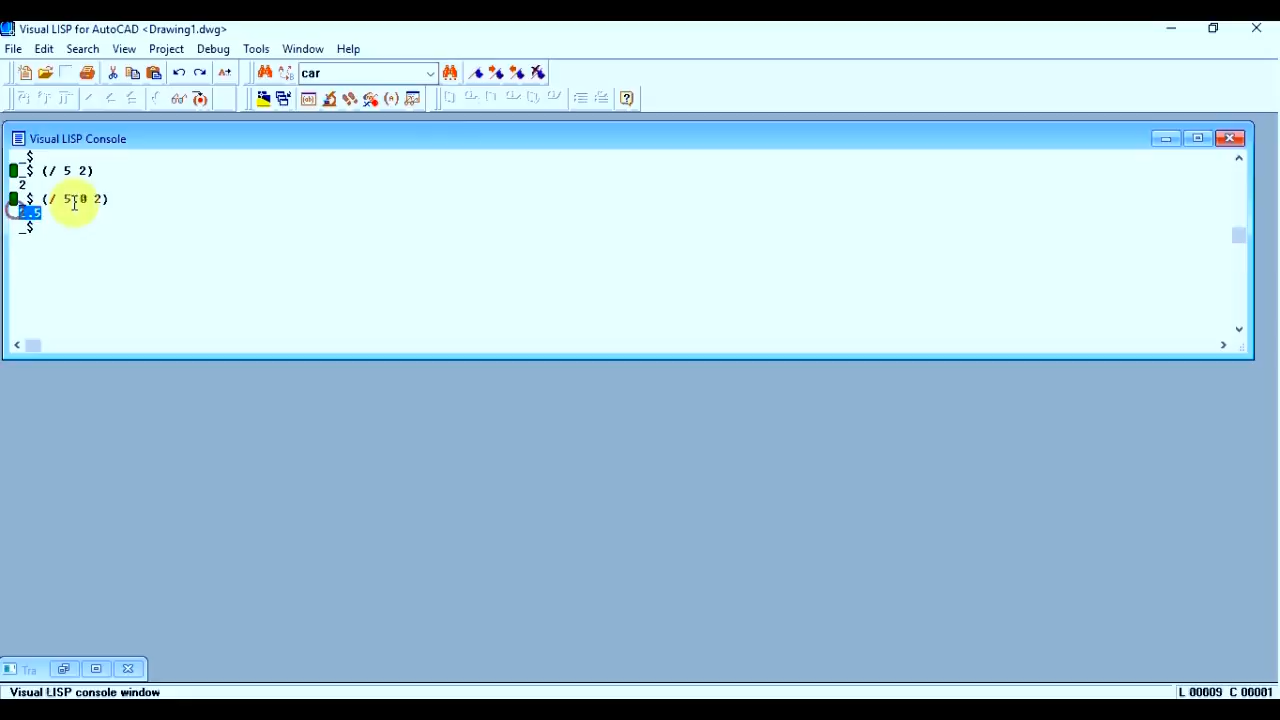 Visual LISP for AutoCAD <Drawing1.dwg>
File Edit Search View Project Debug Tools Window Help
car
Visual LISP Console
_$
_$ (/ 5 2)
2
_$ (/ 5.0 2)
2.5
_$
Tra
Visual LISP console window
L 00009 C 00001